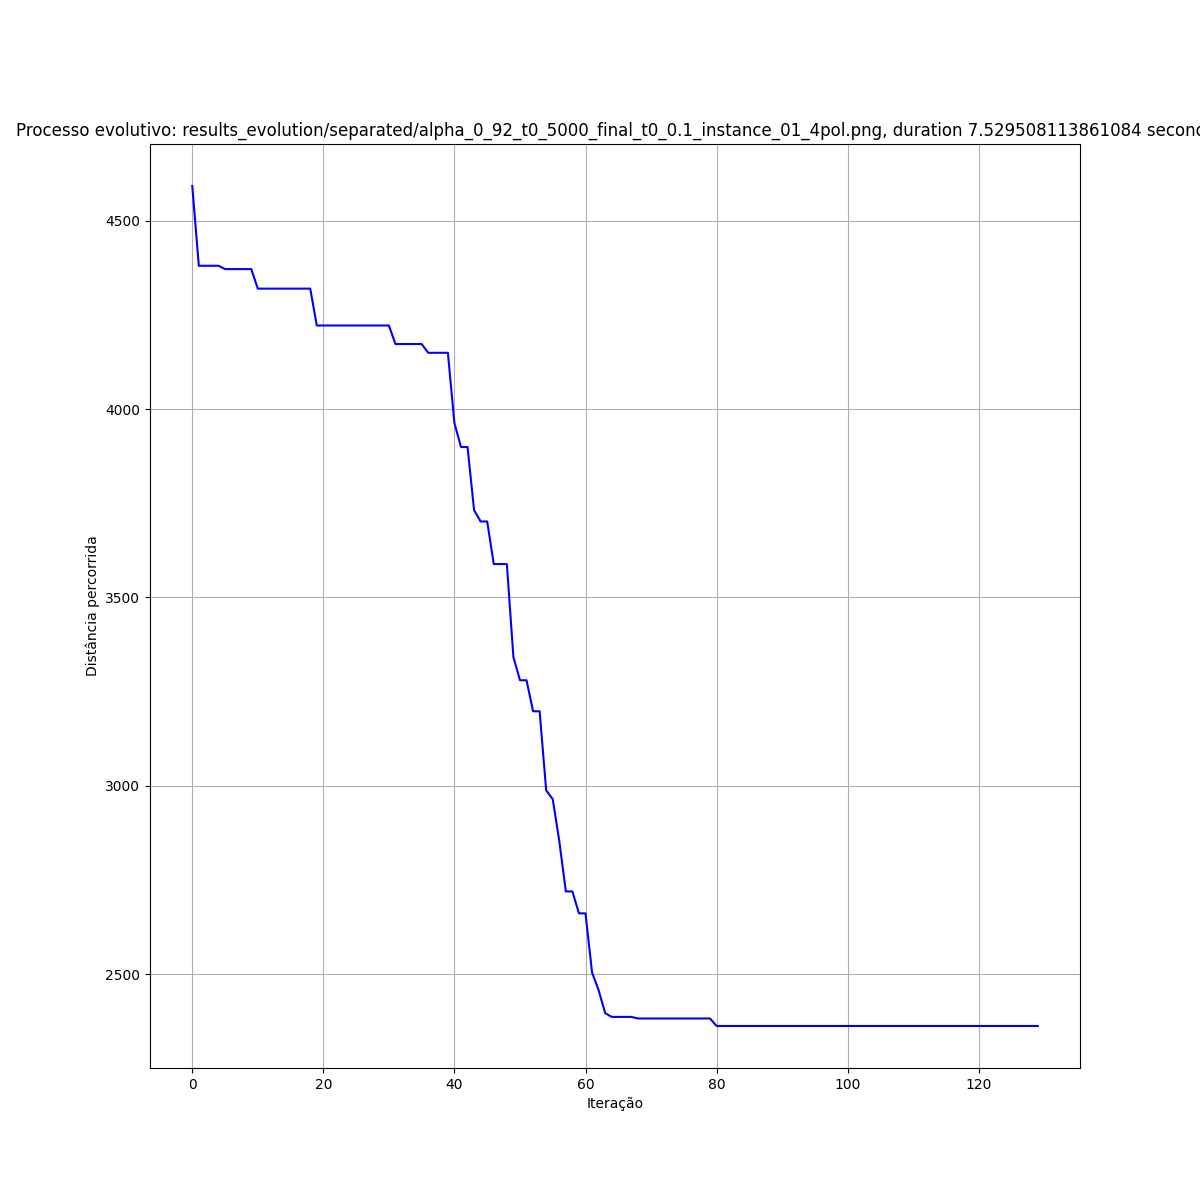 Processo evolutivo: results_evolution/separated/alpha_0_92_t0_5000_final_t0_0.1_instance_01_4pol.png, duration 7.529508113861084
4500
4000
3500
3000
2500
Distância percorrida
0 20 40 60 80 100 120
Iteração